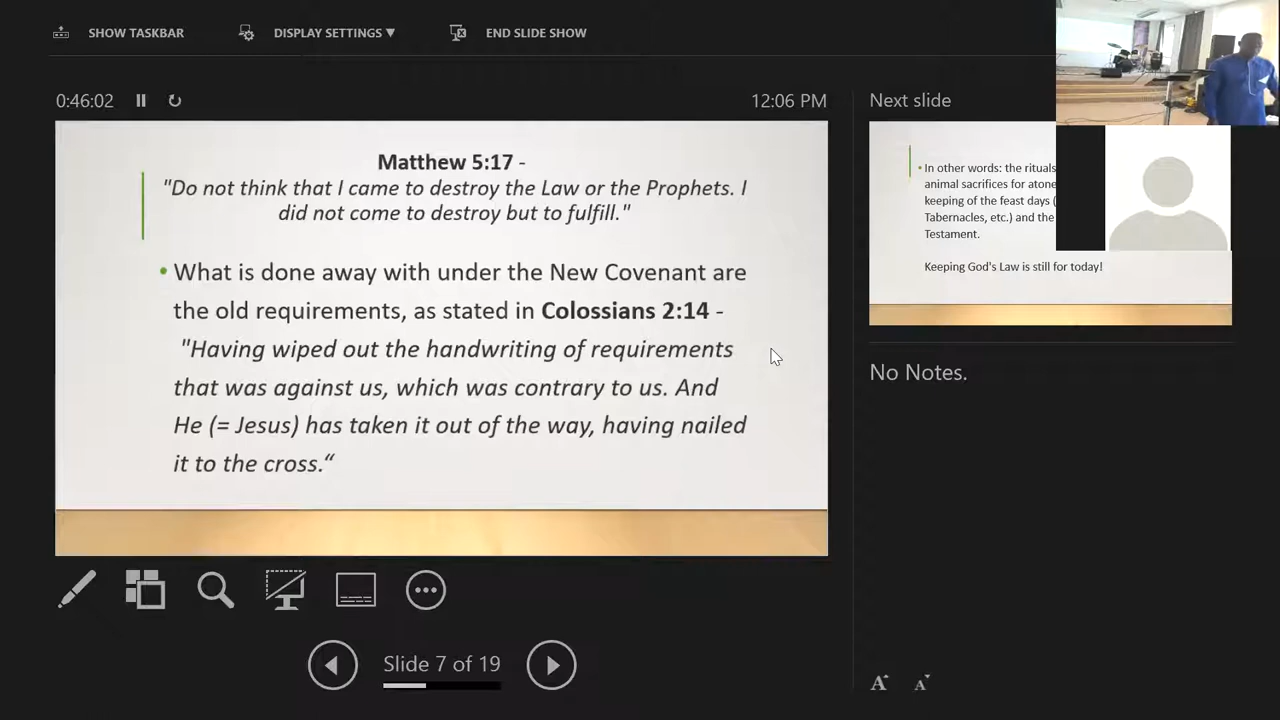 SHOW TASKBAR
DISPLAY SETTINGS ▼
END SLIDE SHOW
0:46:02
12:06 PM
Matthew 5:17 -
"Do not think that I came to destroy the Law or the Prophets. I
did not come to destroy but to fulfill."
• What is done away with under the New Covenant are
the old requirements, as stated in Colossians 2:14 -
"Having wiped out the handwriting of requirements
that was against us, which was contrary to us. And
He (= Jesus) has taken it out of the way, having nailed
it to the cross.“
Slide 7 of 19
Next slide
• In other words: the rituals
animal sacrifices for atone
keeping of the feast days (
Tabernacles, etc.) and the
Testament.
Keeping God's Law is still for today!
No Notes.
A A